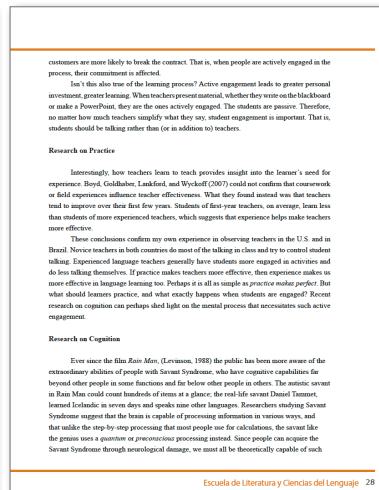 customers are more likely to break the contract. That is, when people are actively engaged in the
process, their commitment is affected.
Isn't this also true of the learning process? Active engagement leads to greater personal
investment, greater learning. When teachers present material, whether they write on the blackboard
or make a PowerPoint, they are the ones actively engaged. The students are passive. Therefore,
no matter how much teachers simplify what they say, student engagement is important. That is,
students should be talking rather than (or in addition to) teachers.
Research on Practice
Interestingly, how teachers learn to teach provides insight into the learner's need for
experience. Boyd, Goldhaber, Lankford, and Wyckoff (2007) could not confirm that coursework
or field experiences influence teacher effectiveness. What they found instead was that teachers
tend to improve over their first few years. Students of first-year teachers, on average, learn less
than students of more experienced teachers, which suggests that experience helps make teachers
more effective.
These conclusions confirm my own experience in observing teachers in the U.S. and in
Brazil. Novice teachers in both countries do most of the talking in class and try to control student
talking. Experienced language teachers generally have students more engaged in activities and
do less talking themselves. If practice makes teachers more effective, then experience makes us
more effective in language learning too. Perhaps it is all as simple as practice makes perfect. But
what should learners practice, and what exactly happens when students are engaged? Recent
research on cognition can perhaps shed light on the mental process that necessitates such active
engagement.
Research on Cognition
Ever since the film Rain Man, (Levinson, 1988) the public has been more aware of the
extraordinary abilities of people with Savant Syndrome, who have cognitive capabilities far
beyond other people in some functions and far below other people in others. The autistic savant
in Rain Man could count hundreds of items at a glance; the real-life savant Daniel Tammet,
learned Icelandic in seven days and speaks nine other languages. Researchers studying Savant
Syndrome suggest that the brain is capable of processing information in various ways, and
that unlike the step-by-step processing that most people use for calculations, the savant like
the genius uses a quantum or preconscious processing instead. Since people can acquire the
Savant Syndrome through neurological damage, we must all be theoretically capable of such
Escuela de Literatura y Ciencias del Lenguaje 28